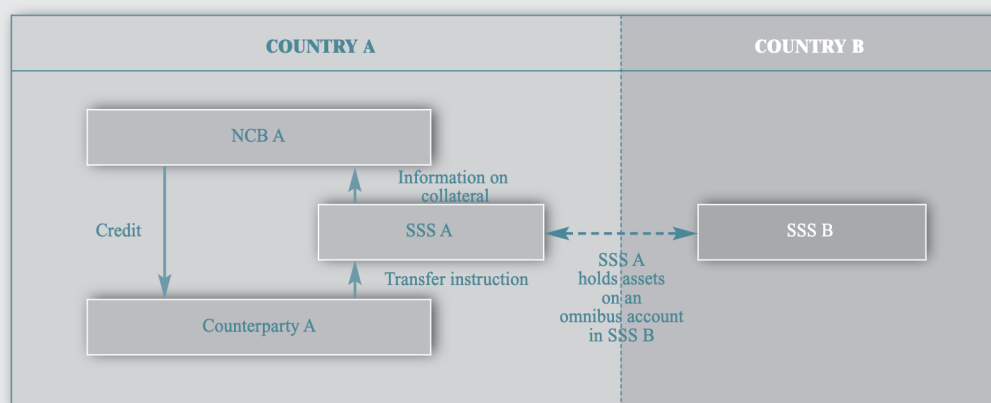 COUNTRY A
COUNTRY B
NCB A
Information on
collateral
Credit
SSS A
SSS B
Transfer instruction
SSS A
holds assets
on an
omnibus account
in SSS B
Counterparty A